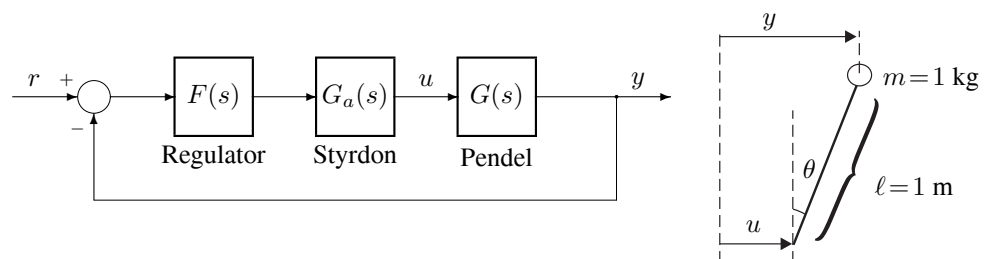 r + − F(s) G_a(s) u G(s) y
Regulator Styrdon Pendel
y
m=1 kg
θ
ℓ=1 m
u